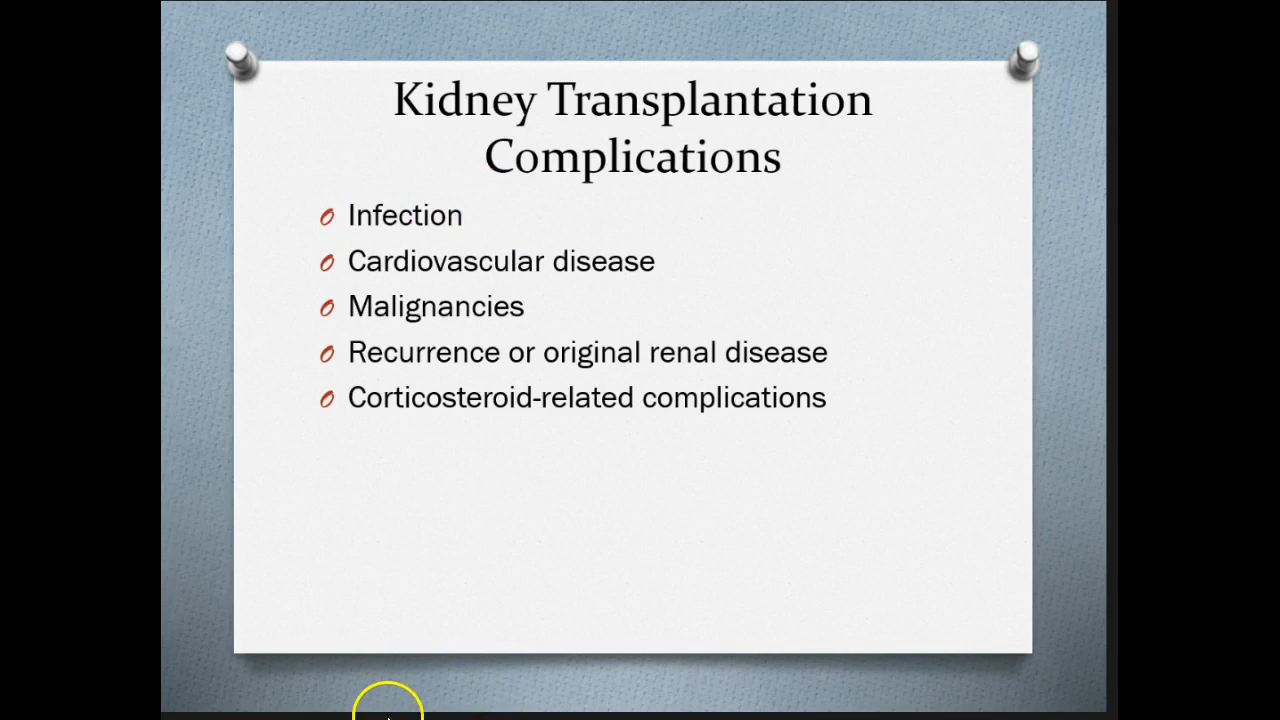 Kidney Transplantation
Complications
Infection
Cardiovascular disease
Malignancies
Recurrence or original renal disease
Corticosteroid-related complications